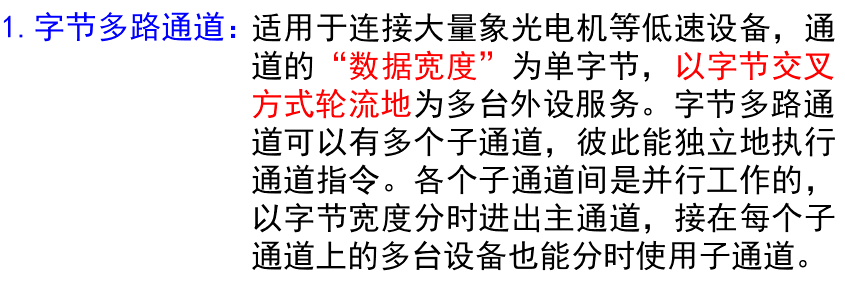 1.字节多路通道：适用于连接大量象光电机等低速设备，通
道的“数据宽度”为单字节，以字节交叉
方式轮流地为多台外设服务。字节多路通
道可以有多个子通道，彼此能独立地执行
通道指令。各个子通道间是并行工作的，
以字节宽度分时进出主通道，接在每个子
通道上的多台设备也能分时使用子通道。